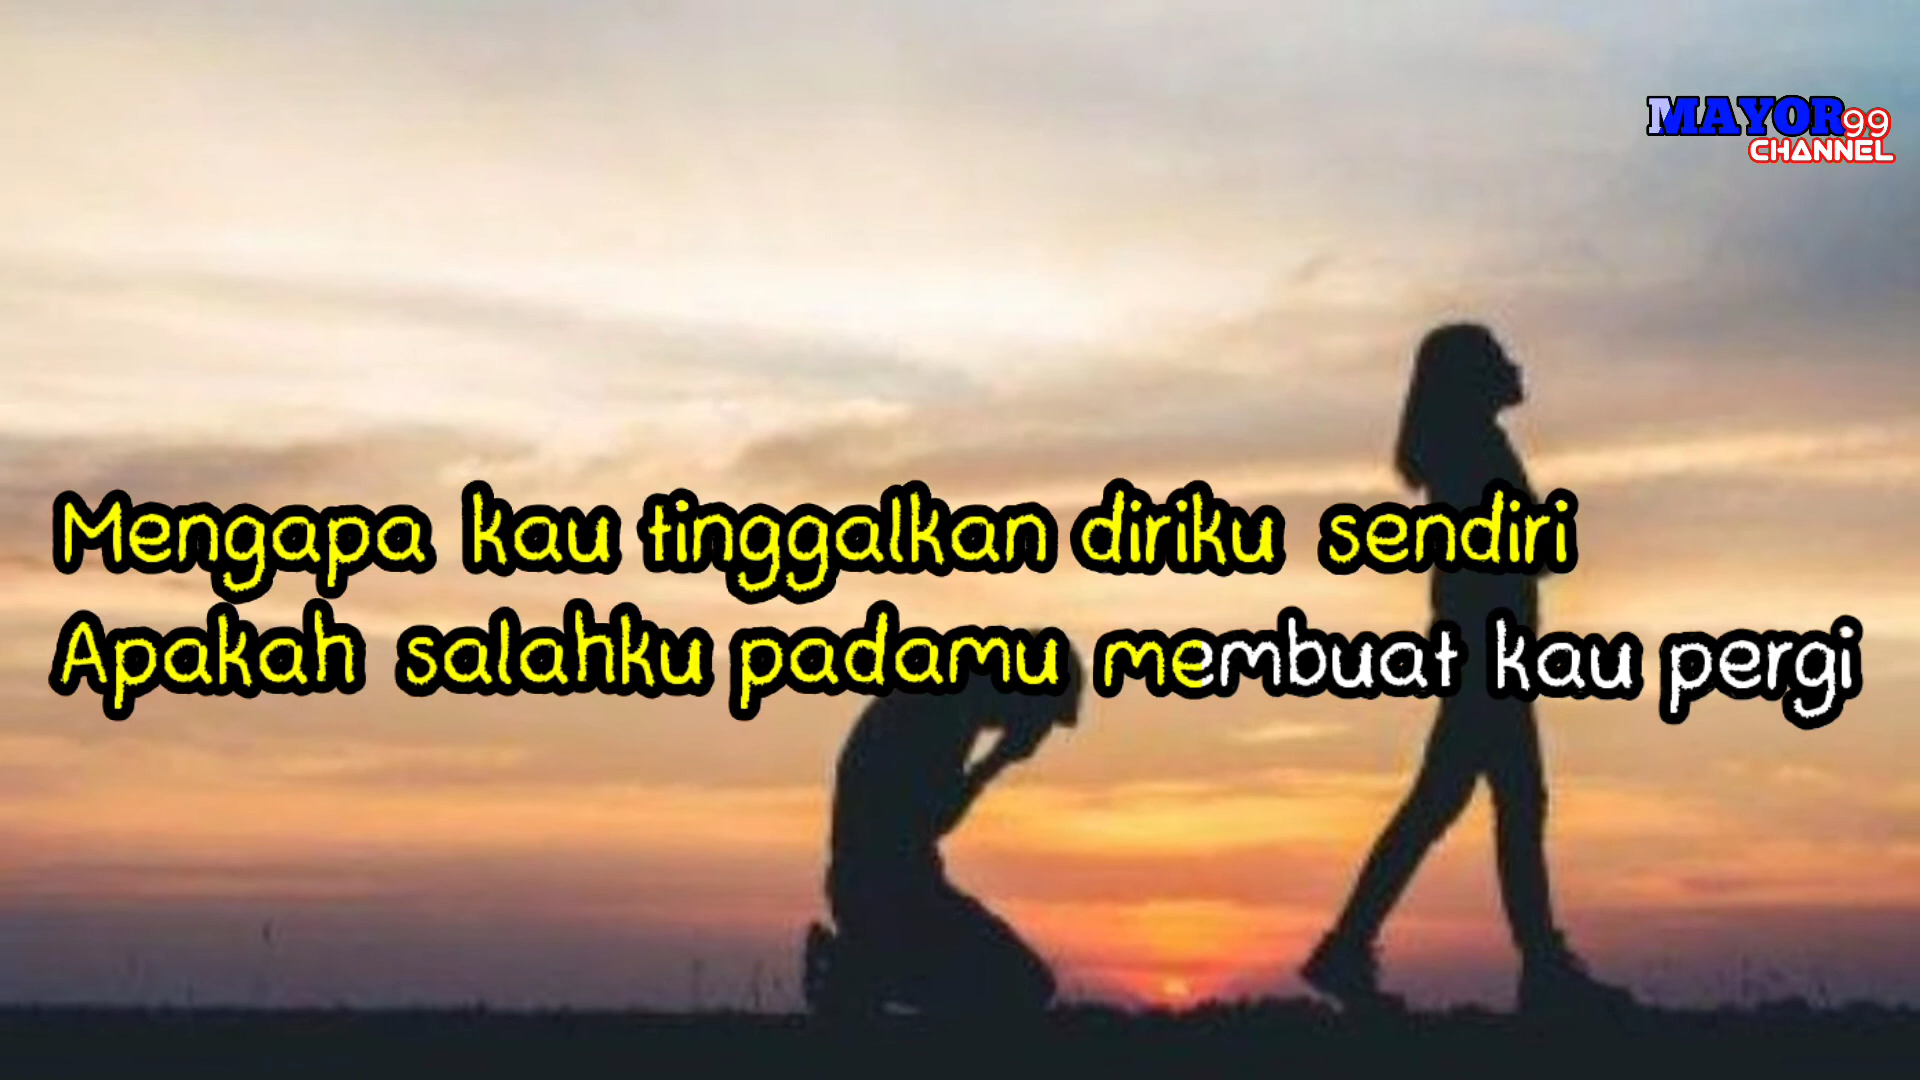 MAYOR99
CHANNEL
Mengapa kau tinggalkan diriku sendiri
Apakah salahku padamu membuat kau pergi